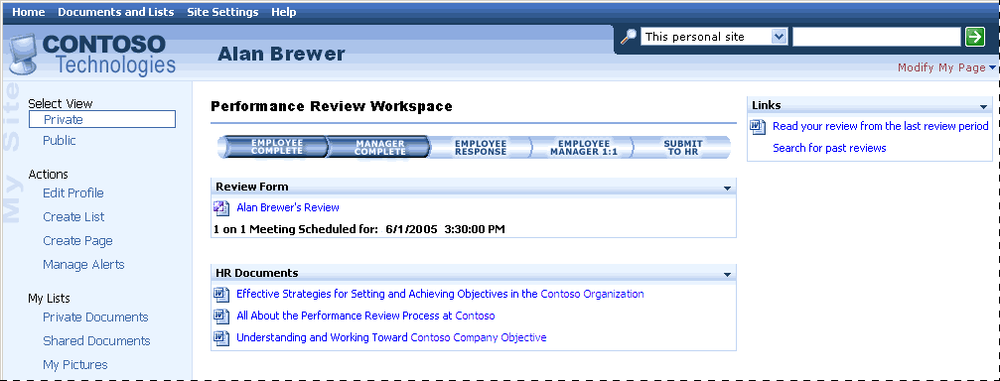 Home Documents and Lists Site Settings Help
CONTOSO
Technologies
Alan Brewer
This personal site
Modify My Page
My Site
Select View
Private
Public
Actions
Edit Profile
Create List
Create Page
Manage Alerts
My Lists
Private Documents
Shared Documents
My Pictures
Performance Review Workspace
EMPLOYEE COMPLETE
MANAGER COMPLETE
EMPLOYEE RESPONSE
EMPLOYEE MANAGER 1:1
SUBMIT TO HR
Review Form
Alan Brewer's Review
1 on 1 Meeting Scheduled for: 6/1/2005 3:30:00 PM
HR Documents
Effective Strategies for Setting and Achieving Objectives in the Contoso Organization
All About the Performance Review Process at Contoso
Understanding and Working Toward Contoso Company Objective
Links
Read your review from the last review period
Search for past reviews